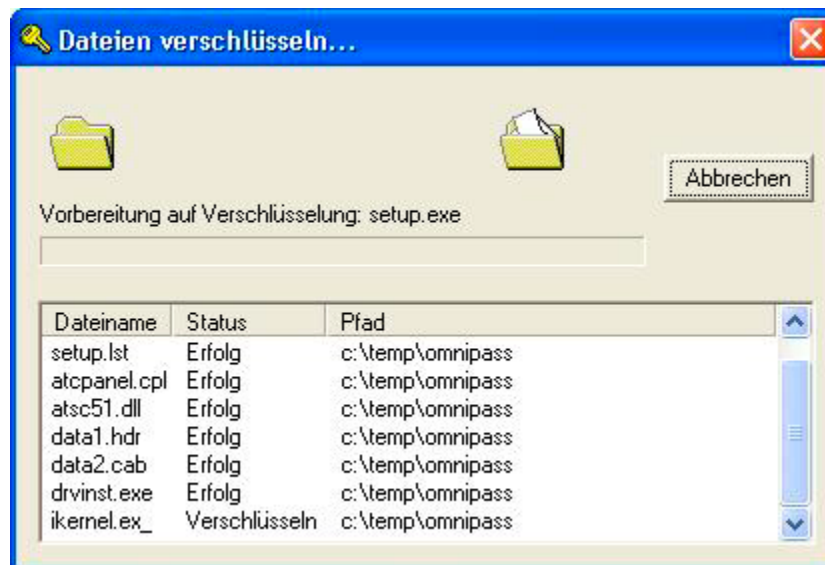 Dateien verschlüsseln...
Abbrechen
Vorbereitung auf Verschlüsselung: setup.exe
Dateiname Status Pfad
setup.lst Erfolg c:\temp\omnipass
atcpanel.cpl Erfolg c:\temp\omnipass
atsc51.dll Erfolg c:\temp\omnipass
data1.hdr Erfolg c:\temp\omnipass
data2.cab Erfolg c:\temp\omnipass
drvinst.exe Erfolg c:\temp\omnipass
ikernel.ex_ Verschlüsseln c:\temp\omnipass